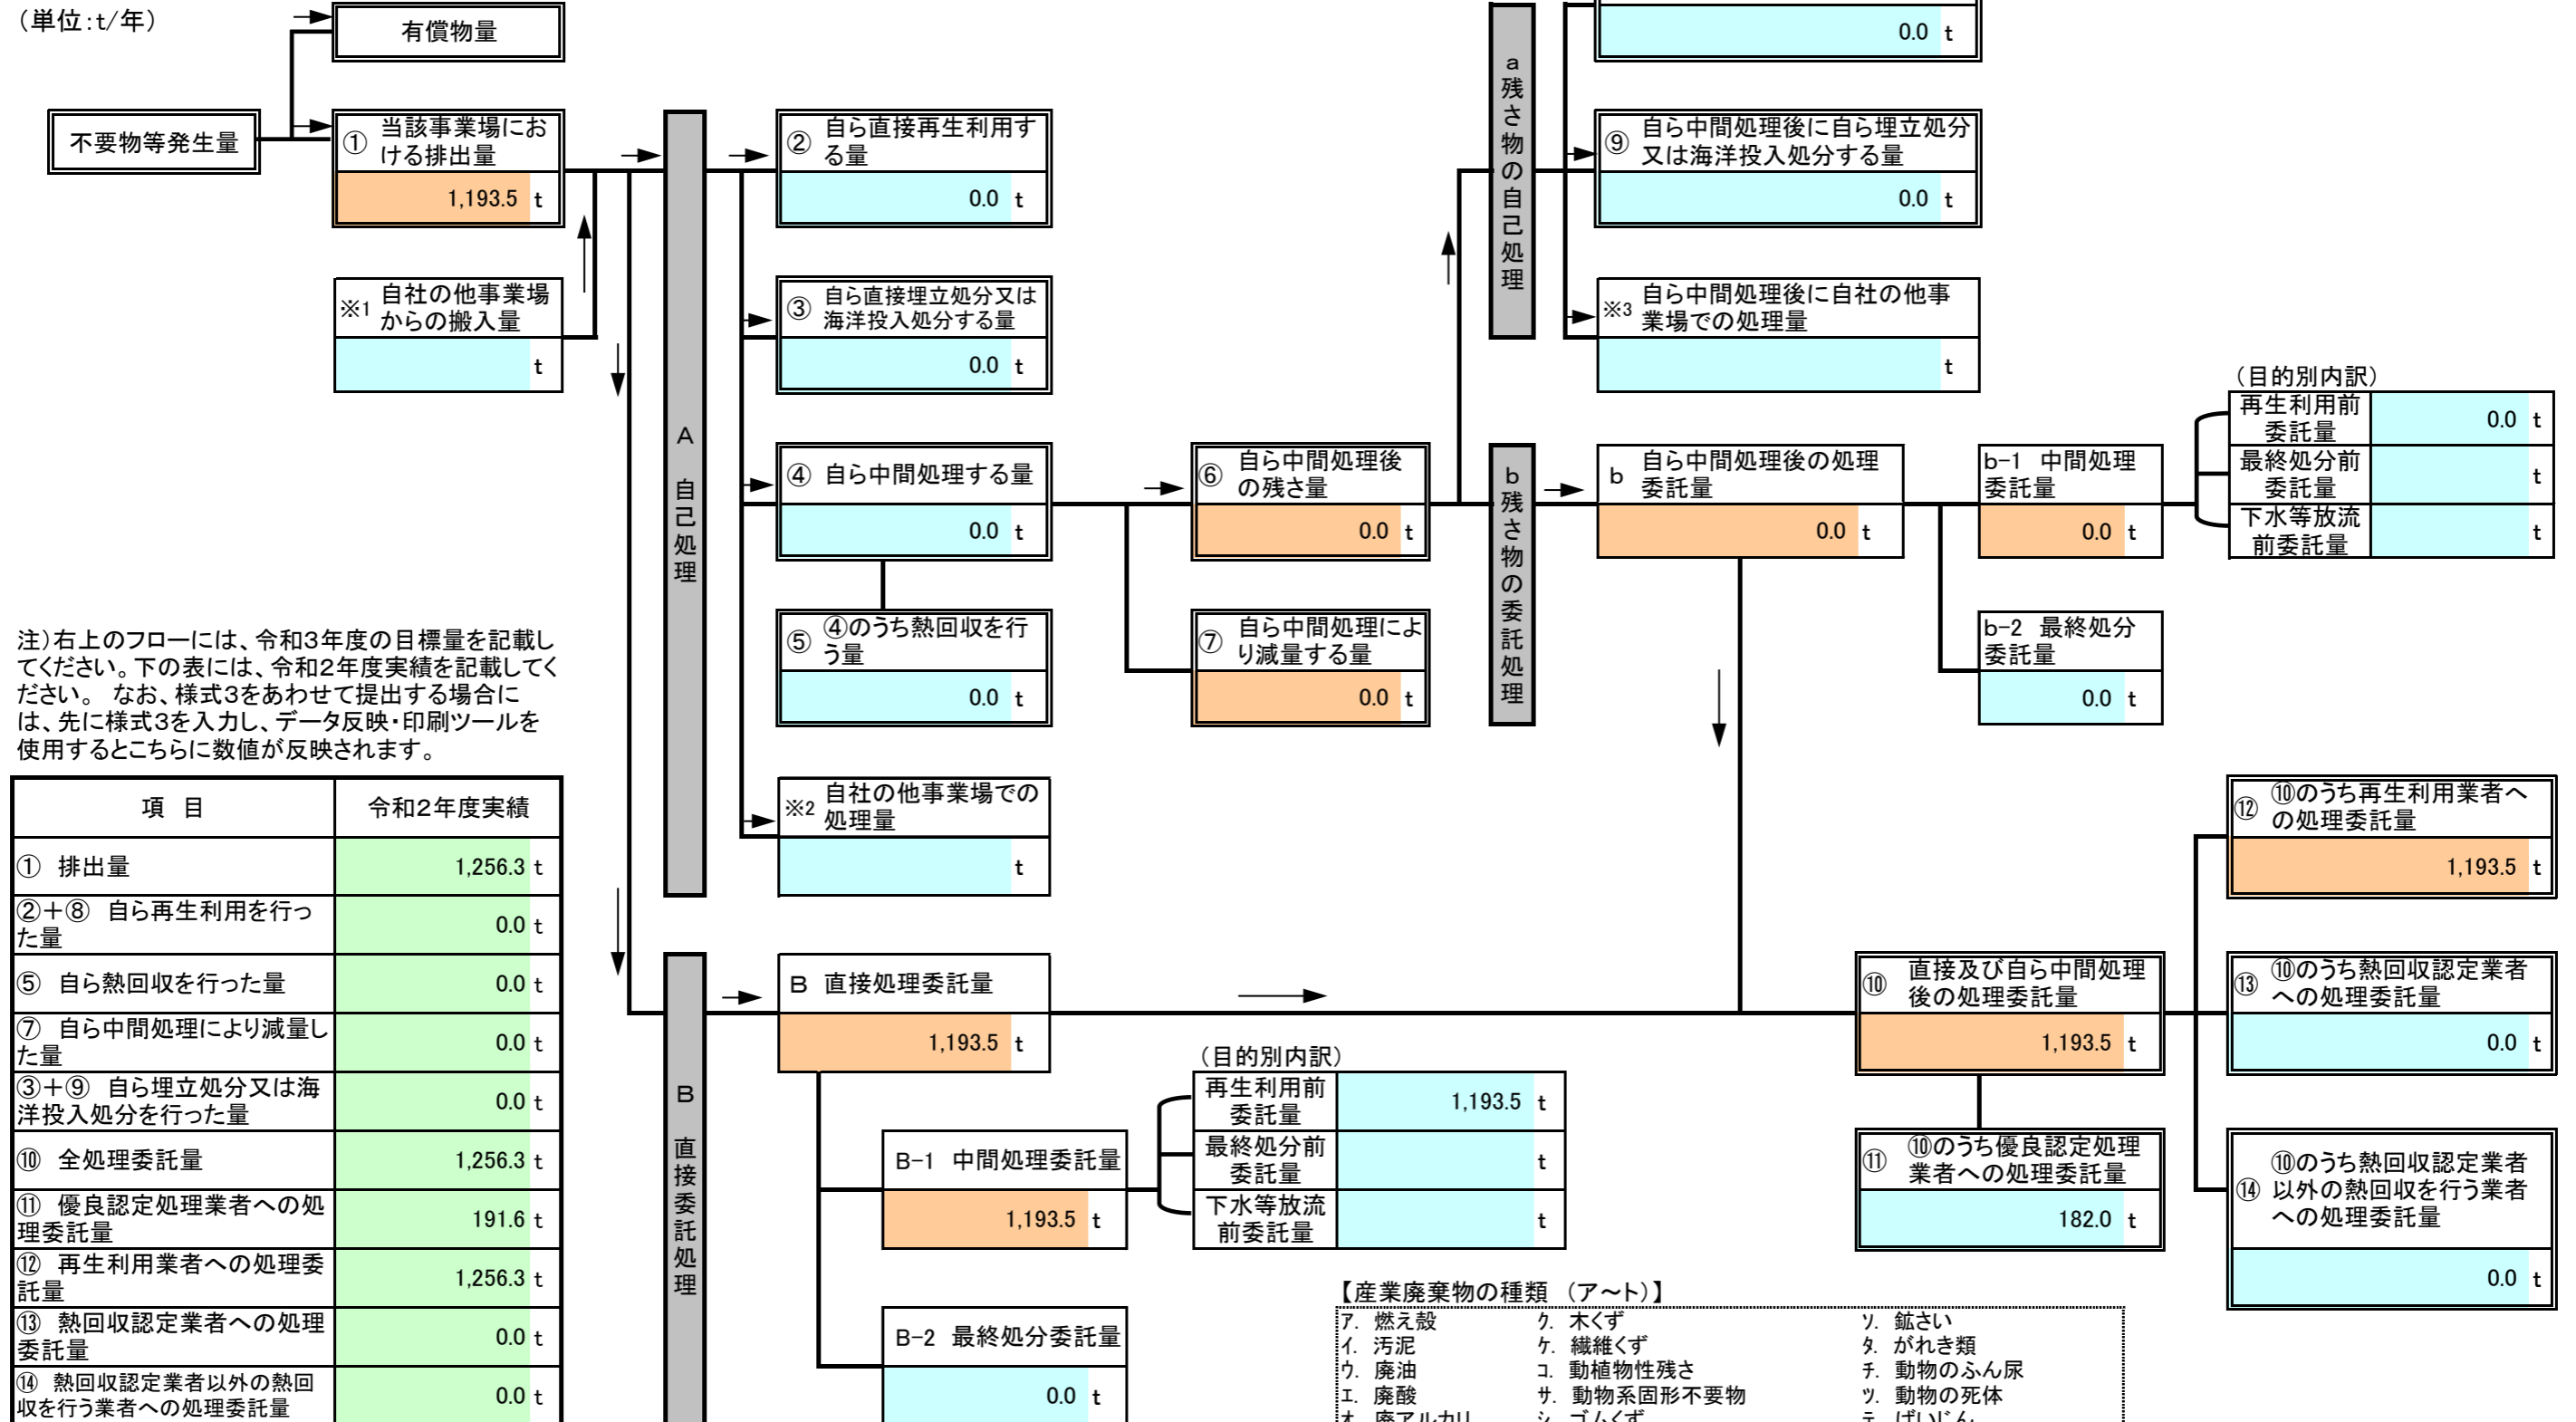 （単位：t/年）
有償物量
不要物等発生量
① 当該事業場にお
ける排出量
1,193.5 t
※1 自社の他事業場
からの搬入量
t
A 自己処理
② 自ら直接再生利用す
る量
0.0 t
③ 自ら直接埋立処分又は
海洋投入処分する量
0.0 t
④ 自ら中間処理する量
0.0 t
⑤ ④のうち熱回収を行
う量
0.0 t
※2 自社の他事業場での
処理量
t
⑥ 自ら中間処理後
の残さ量
0.0 t
⑦ 自ら中間処理によ
り減量する量
0.0 t
a 残さ物の自己処理
0.0 t
⑨ 自ら中間処理後に自ら埋立処分
又は海洋投入処分する量
0.0 t
※3 自ら中間処理後に自社の他事
業場での処理量
t
b 残さ物の委託処理
b 自ら中間処理後の処理
委託量
0.0 t
b-1 中間処理
委託量
0.0 t
（目的別内訳）
再生利用前
委託量
0.0 t
最終処分前
委託量
t
下水等放流
前委託量
t
b-2 最終処分
委託量
0.0 t
注）右上のフローには、令和3年度の目標量を記載し
てください。下の表には、令和2年度実績を記載してく
ださい。 なお、様式3をあわせて提出する場合に
は、先に様式3を入力し、データ反映・印刷ツールを
使用するとこちらに数値が反映されます。
項 目 令和2年度実績
① 排出量 1,256.3 t
②＋⑧ 自ら再生利用を行っ
た量
0.0 t
⑤ 自ら熱回収を行った量 0.0 t
⑦ 自ら中間処理により減量し
た量
0.0 t
③＋⑨ 自ら埋立処分又は海
洋投入処分を行った量
0.0 t
⑩ 全処理委託量 1,256.3 t
⑪ 優良認定処理業者への処
理委託量
191.6 t
⑫ 再生利用業者への処理委
託量
1,256.3 t
⑬ 熱回収認定業者への処理
委託量
0.0 t
⑭ 熱回収認定業者以外の熱回
収を行う業者への処理委託量
0.0 t
B 直接委託処理
B 直接処理委託量
1,193.5 t
B-1 中間処理委託量
1,193.5 t
（目的別内訳）
再生利用前
委託量
1,193.5 t
最終処分前
委託量
t
下水等放流
前委託量
t
B-2 最終処分委託量
0.0 t
⑩ 直接及び自ら中間処理
後の処理委託量
1,193.5 t
⑪ ⑩のうち優良認定処理
業者への処理委託量
182.0 t
⑫ ⑩のうち再生利用業者へ
の処理委託量
1,193.5 t
⑬ ⑩のうち熱回収認定業者
への処理委託量
0.0 t
⑭ ⑩のうち熱回収認定業者
以外の熱回収を行う業者
への処理委託量
0.0 t
【産業廃棄物の種類 （ア～ト）】
ア. 燃え殻 ク. 木くず ソ. 鉱さい
イ. 汚泥 ケ. 繊維くず タ. がれき類
ウ. 廃油 コ. 動植物性残さ チ. 動物のふん尿
エ. 廃酸 サ. 動物系固形不要物 ツ. 動物の死体
オ. 廃アルカリ シ. ゴムくず テ. ばいじん